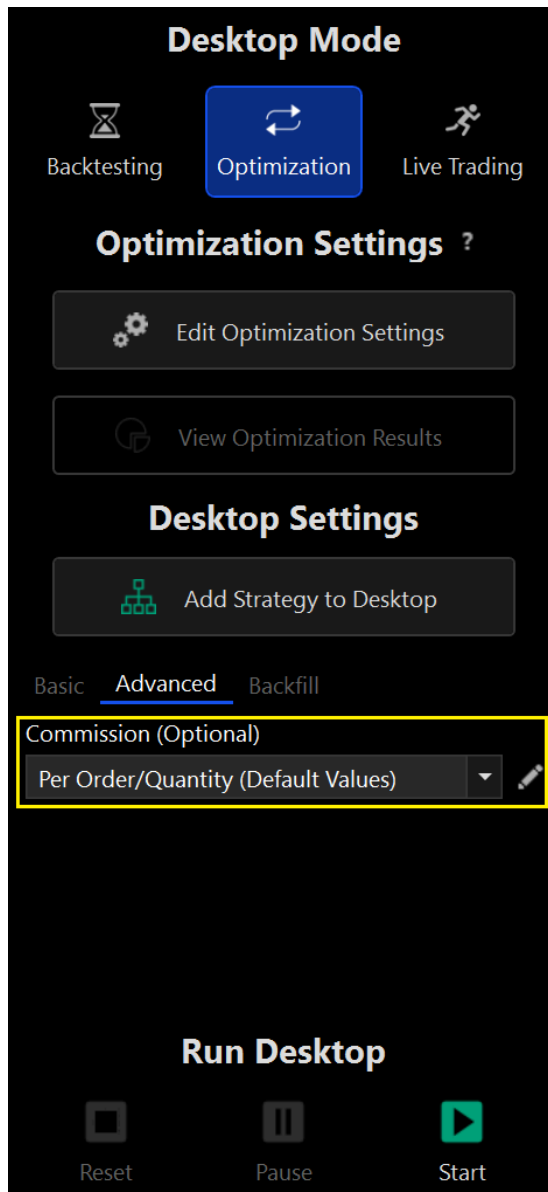 Desktop Mode
Backtesting Optimization Live Trading
Optimization Settings ?
Edit Optimization Settings
View Optimization Results
Desktop Settings
Add Strategy to Desktop
Basic Advanced Backfill
Commission (Optional)
Per Order/Quantity (Default Values)
Run Desktop
Reset Pause Start